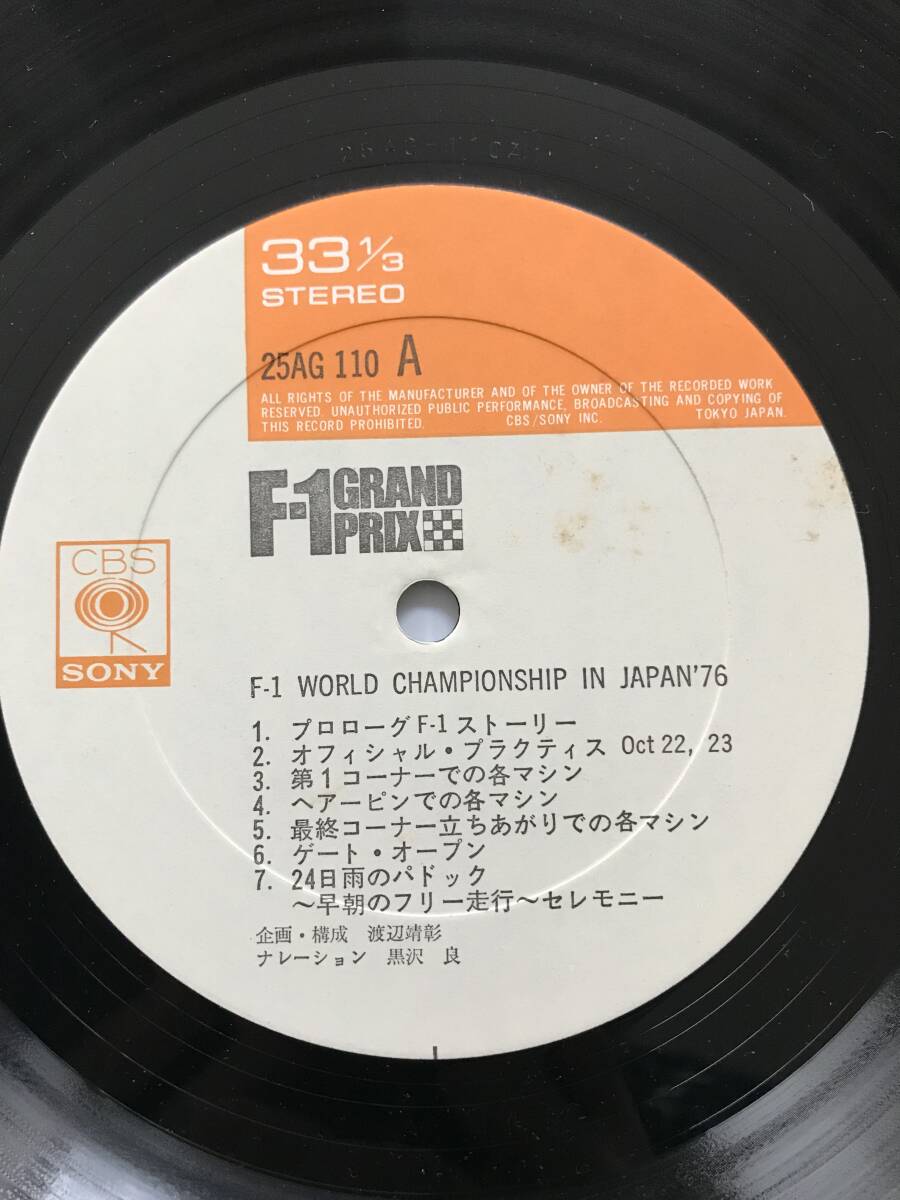 33 1/3
STEREO
25AG 110 A
ALL RIGHTS OF THE MANUFACTURER AND OF THE OWNER OF THE RECORDED WORK
RESERVED. UNAUTHORIZED PUBLIC PERFORMANCE, BROADCASTING AND COPYING OF
THIS RECORD PROHIBITED. CBS/SONY INC. TOKYO JAPAN.
F-1 GRAND
PRIX
CBS
SONY
F-1 WORLD CHAMPIONSHIP IN JAPAN'76
1. プロローグF-1ストーリー
2. オフィシャル・プラクティス Oct 22, 23
3. 第1コーナーでの各マシン
4. ヘアーピンでの各マシン
5. 最終コーナー立ちあがりでの各マシン
6. ゲート・オープン
7. 24日雨のパドック
～早朝のフリー走行～セレモニー
企画・構成 渡辺靖彰
ナレーション 黒沢 良